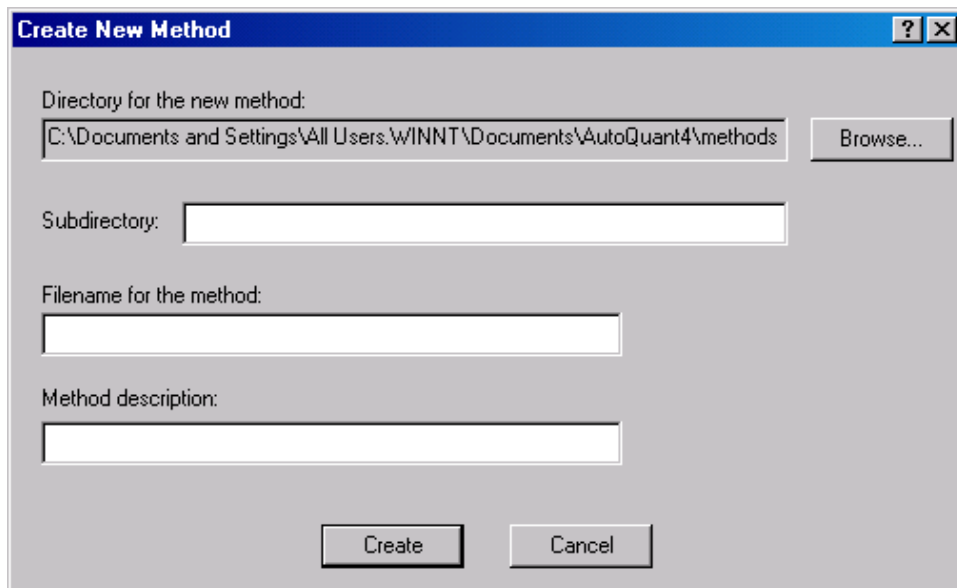 Create New Method
Directory for the new method:
C:\Documents and Settings\All Users.WINNT\Documents\AutoQuant4\methods
Browse...
Subdirectory:
Filename for the method:
Method description:
Create
Cancel